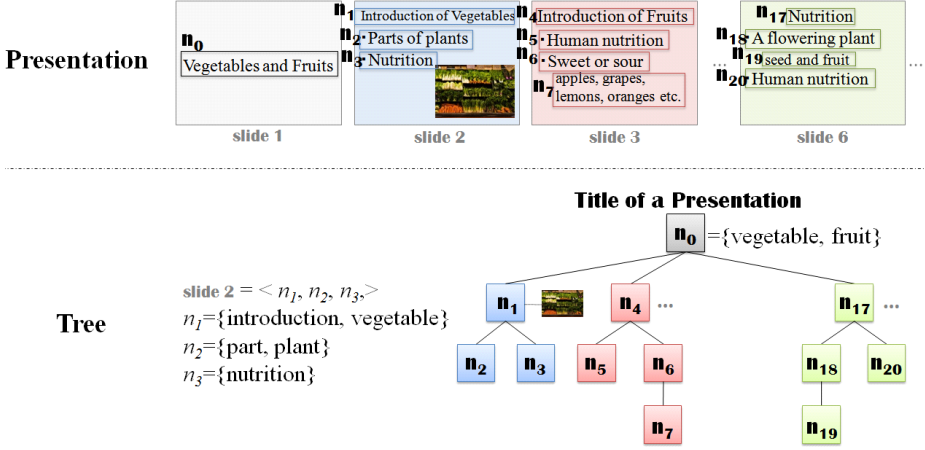 Presentation
n0
Vegetables and Fruits
slide 1
n1 Introduction of Vegetables
n2 • Parts of plants
n3 • Nutrition
slide 2
n4 Introduction of Fruits
n5 • Human nutrition
n6 • Sweet or sour
n7 apples, grapes,
lemons, oranges etc.
slide 3
...
n17 Nutrition
n18 • A flowering plant
n19 seed and fruit
n20 • Human nutrition
slide 6
...
Tree
slide 2 = < n1, n2, n3,>
n1={introduction, vegetable}
n2={part, plant}
n3={nutrition}
Title of a Presentation
n0 ={vegetable, fruit}
n1 n4 ... n17 ...
n2 n3 n5 n6 n18 n20
n7 n19